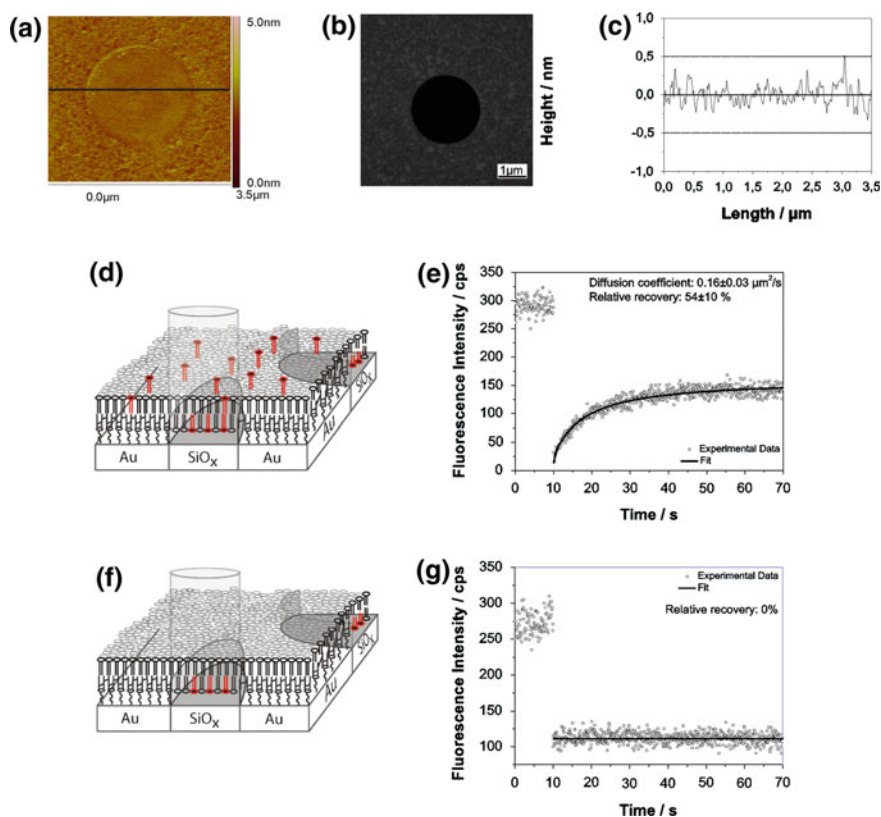 (a)
5.0nm
0.0nm
3.5µm
0.0µm
(b)
1µm
(c)
Height / nm
1,0
0,5
0,0
-0,5
-1,0
0,0 0,5 1,0 1,5 2,0 2,5 3,0 3,5
Length / µm
(d)
Au
SiOx
Au
Au
SiOx
(e)
Fluorescence Intensity / cps
350
300
250
200
150
100
50
0
Diffusion coefficient: 0.16±0.03 µm²/s
Relative recovery: 54±10 %
Experimental Data
Fit
0 10 20 30 40 50 60 70
Time / s
(f)
Au
SiOx
Au
Au
SiOx
(g)
Fluorescence Intensity / cps
350
300
250
200
150
100
Experimental Data
Fit
Relative recovery: 0%
0 10 20 30 40 50 60 70
Time / s